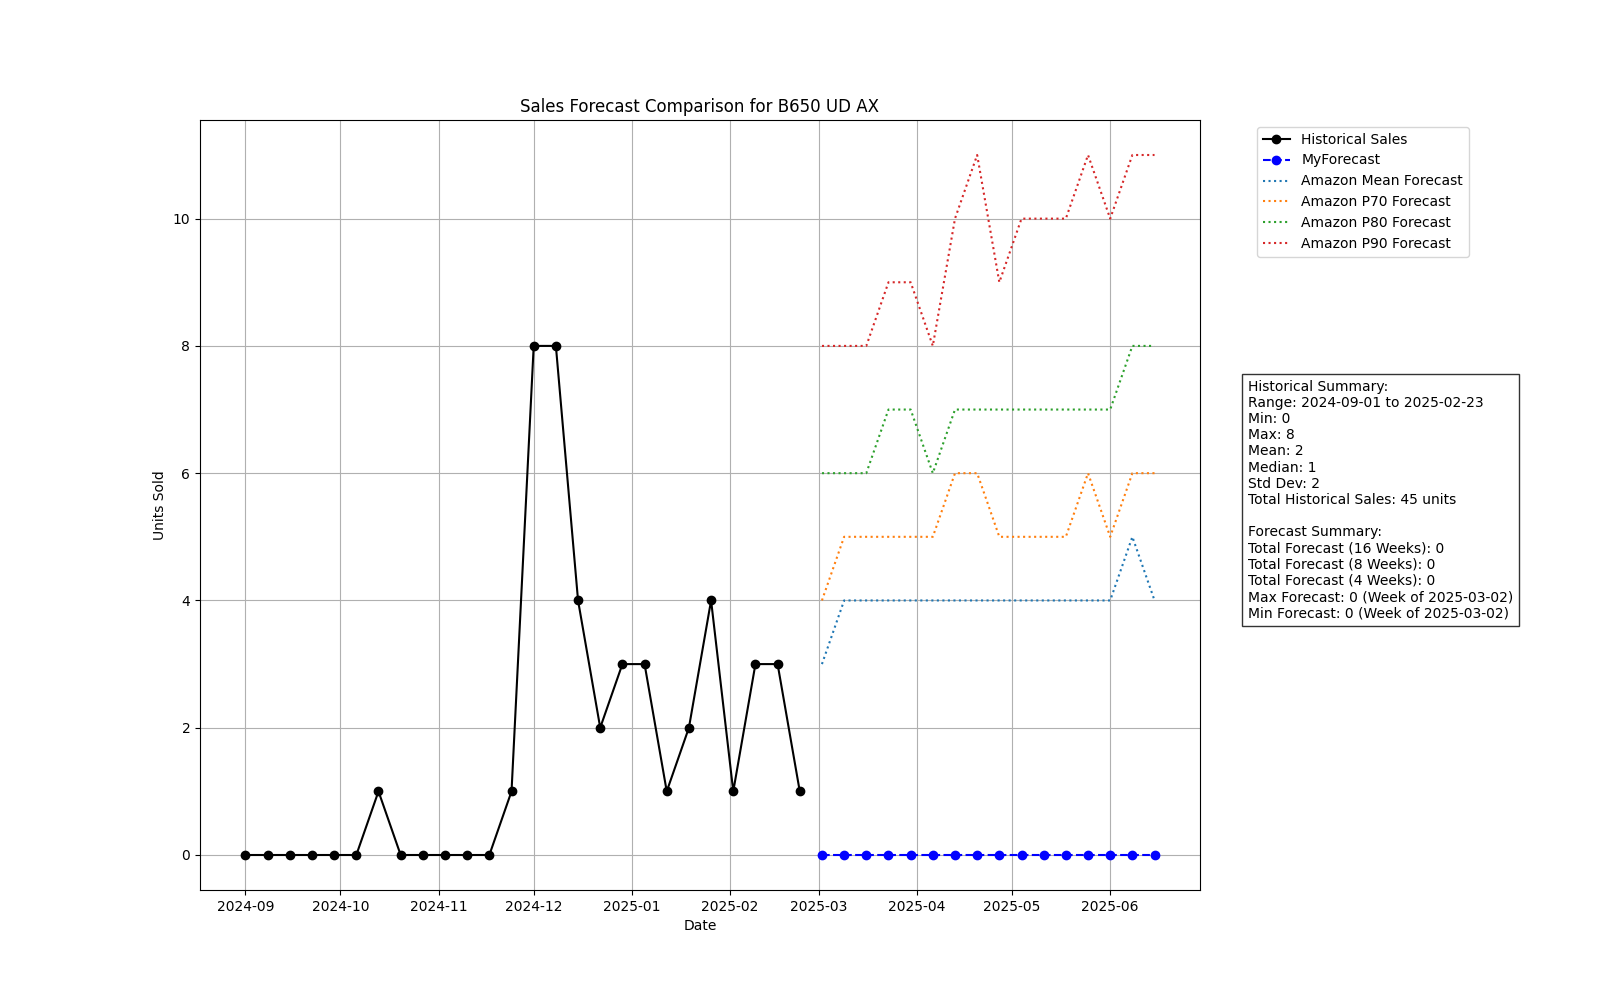 Sales Forecast Comparison for B650 UD AX
Historical Sales
MyForecast
Amazon Mean Forecast
Amazon P70 Forecast
Amazon P80 Forecast
Amazon P90 Forecast
10
8
6
4
2
0
Units Sold
2024-09 2024-10 2024-11 2024-12 2025-01 2025-02 2025-03 2025-04 2025-05 2025-06
Date
Historical Summary:
Range: 2024-09-01 to 2025-02-23
Min: 0
Max: 8
Mean: 2
Median: 1
Std Dev: 2
Total Historical Sales: 45 units
Forecast Summary:
Total Forecast (16 Weeks): 0
Total Forecast (8 Weeks): 0
Total Forecast (4 Weeks): 0
Max Forecast: 0 (Week of 2025-03-02)
Min Forecast: 0 (Week of 2025-03-02)